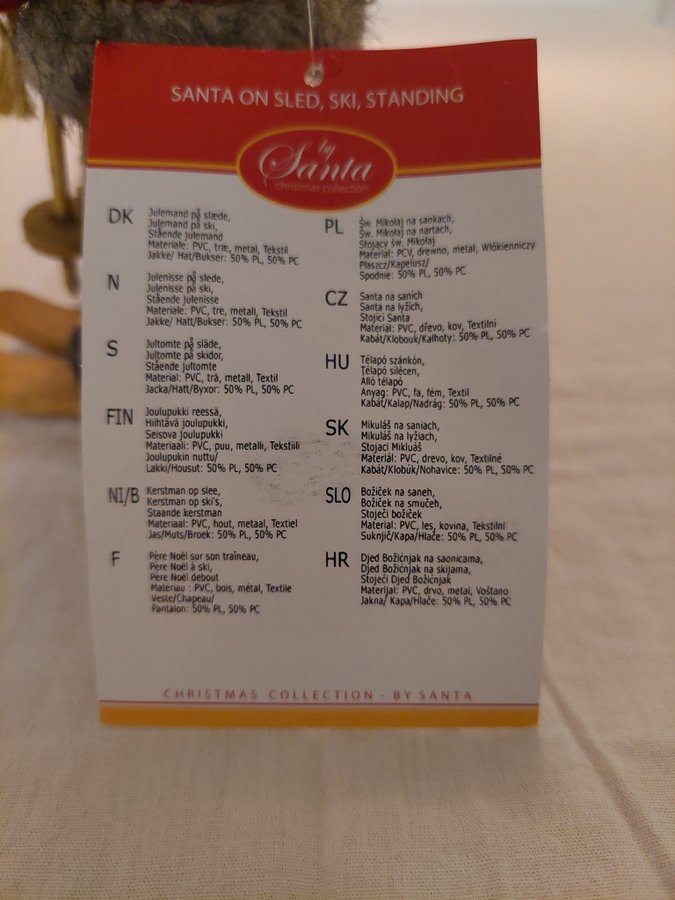 SANTA ON SLED, SKI, STANDING
by
Santa
christmas collection
DK
Julemand på slæde,
Julemand på ski,
Stående julemand
Materiale: PVC, træ, metal, Tekstil
Jakke/ Hat/Bukser: 50% PL, 50% PC
N
Julenisse på slede,
Julenisse på ski,
Stående julenisse
Materiale: PVC, tre, metall, Tekstil
Jakke/ Hatt/Bukser: 50% PL, 50% PC
S
Jultomte på släde,
Jultomte på skidor,
Stående jultomte
Material: PVC, trä, metall, Textil
Jacka/Hatt/Byxor: 50% PL, 50% PC
FIN
Joulupukki reessä,
Hiihtävä joulupukki,
Seisova joulupukki
Materiaali: PVC, puu, metalli, Tekstiili
Joulupukin nuttu/
Lakki/Housut: 50% PL, 50% PC
NI/B
Kerstman op slee,
Kerstman op ski's,
Staande kerstman
Materiaal: PVC, hout, metaal, Textiel
Jas/Muts/Broek: 50% PL, 50% PC
F
Père Noël sur son traîneau,
Père Noël à ski,
Père Noël debout
Matériau : PVC, bois, métal, Textile
Veste/Chapeau/
Pantalon: 50% PL, 50% PC
PL
Św. Mikołaj na sankach,
Św. Mikołaj na nartach,
Stojący św. Mikołaj
Materiał: PCV, drewno, metal, Włókienniczy
Płaszcz/Kapelusz/
Spodnie: 50% PL, 50% PC
CZ
Santa na sanich
Santa na lyžich,
Stojíci Santa
Materiál: PVC, dřevo, kov, Textilní
Kabát/Klobouk/Kalhoty: 50% PL, 50% PC
HU
Télapó szánkón,
Télapó sílécen,
Álló télapó
Anyag: PVC, fa, fém, Textil
Kabát/Kalap/Nadrág: 50% PL, 50% PC
SK
Mikuláš na saniach,
Mikuláš na lyžiach,
Stojaci Mikluáš
Materiál: PVC, drevo, kov, Textilné
Kabát/Klobúk/Nohavice: 50% PL, 50% PC
SLO
Božiček na saneh,
Božiček na smučeh,
Stoječi božiček
Material: PVC, les, kovina, Tekstilni
Suknjič/Kapa/Hlače: 50% PL, 50% PC
HR
Djed Božićnjak na saonicama,
Djed Božićnjak na skijama,
Stojeći Djed Božićnjak
Materijal: PVC, drvo, metal, Voštano
Jakna/ Kapa/Hlače: 50% PL, 50% PC
CHRISTMAS COLLECTION - BY SANTA